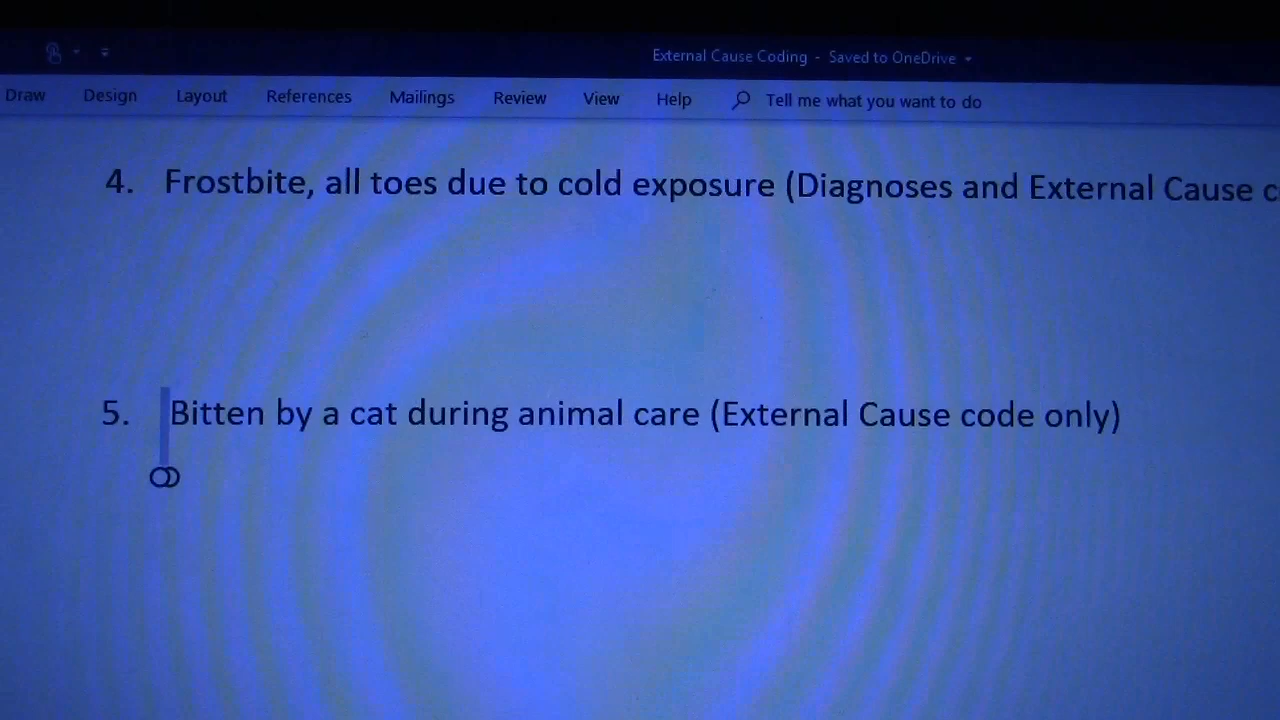 External Cause Coding - Saved to OneDrive
Draw Design Layout References Mailings Review View Help Tell me what you want to do
4. Frostbite, all toes due to cold exposure (Diagnoses and External Cause c
5. Bitten by a cat during animal care (External Cause code only)